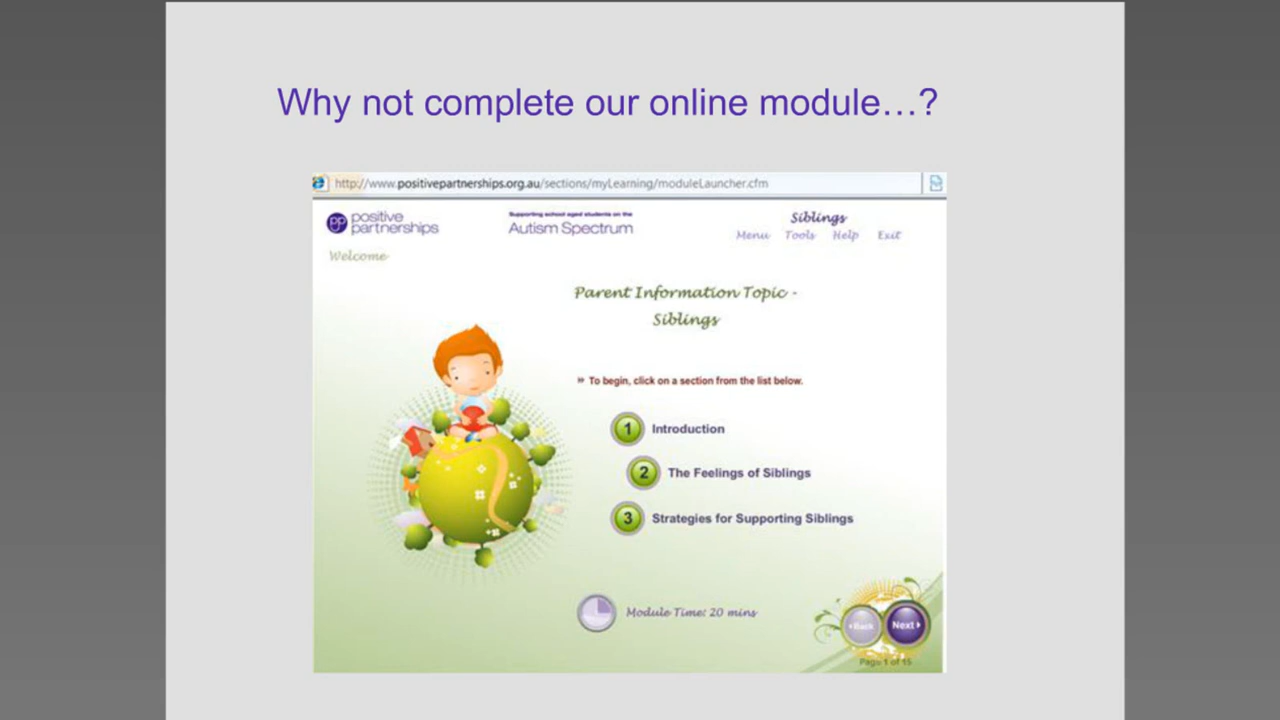 Why not complete our online module…?
http://www.positivepartnerships.org.au/sections/myLearning/moduleLauncher.cfm
pp positive partnerships
Supporting school aged students on the
Autism Spectrum
Siblings
Menu Tools Help Exit
Welcome
Parent Information Topic -
Siblings
» To begin, click on a section from the list below.
1 Introduction
2 The Feelings of Siblings
3 Strategies for Supporting Siblings
Module Time: 20 mins
Back Next
Page 1 of 15